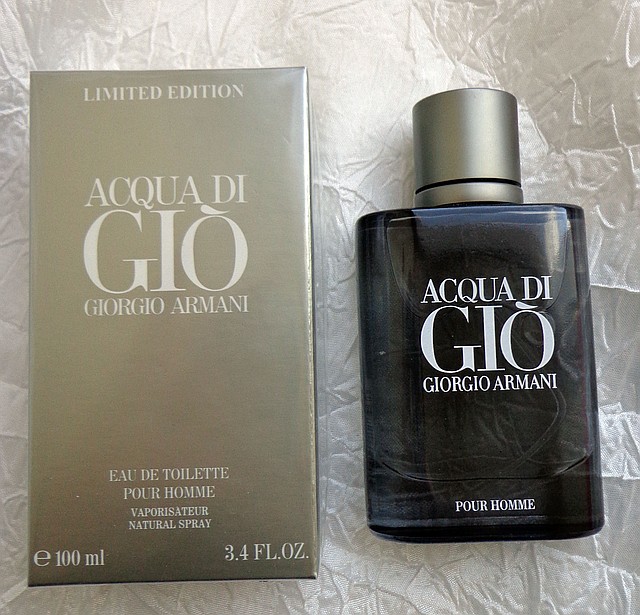 LIMITED EDITION
ACQUA DI
GIÒ
GIORGIO ARMANI
EAU DE TOILETTE
POUR HOMME
VAPORISATEUR
NATURAL SPRAY
℮ 100 ml 3.4 FL.OZ.
ACQUA DI
GIÒ
GIORGIO ARMANI
POUR HOMME